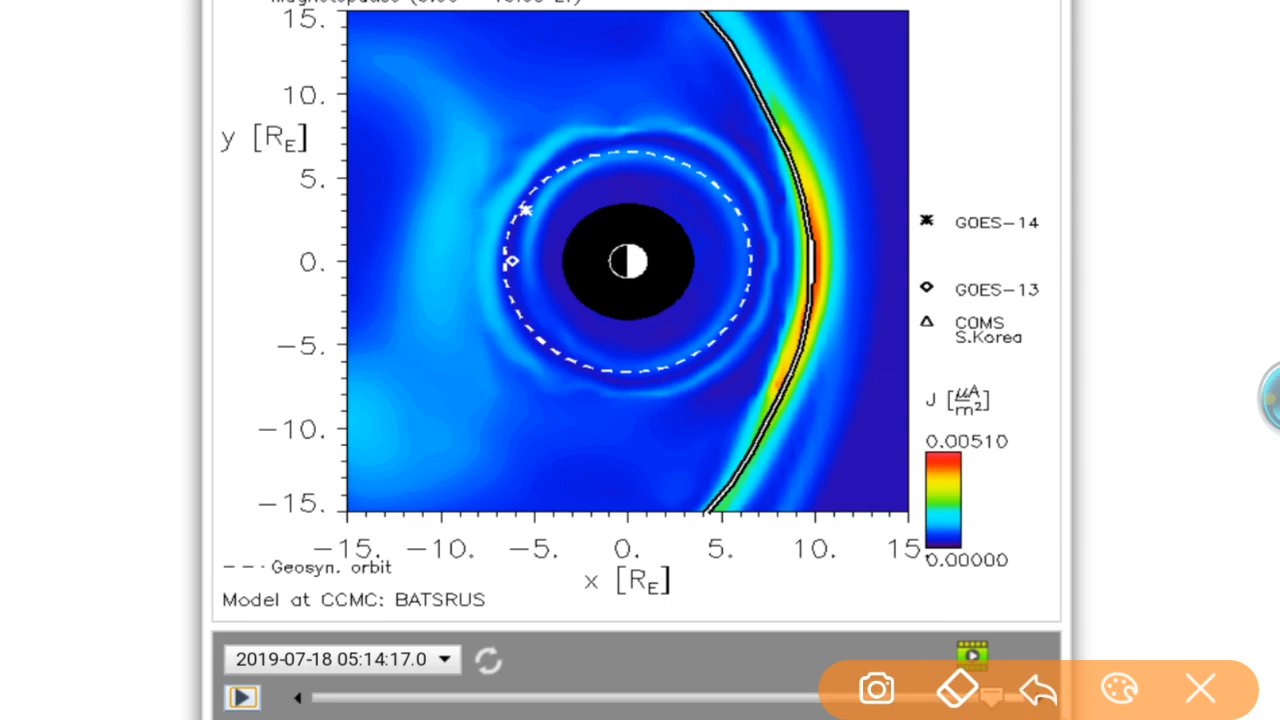 15.
10.
y [RE]
5.
0.
−5.
−10.
−15.
−15. −10. −5. 0. 5. 10. 15.
x [RE]
GOES−14
GOES−13
COMS
S.Korea
J [μA/m2]
0.00510
0.00000
−−· Geosyn. orbit
Model at CCMC: BATSRUS
2019-07-18 05:14:17.0